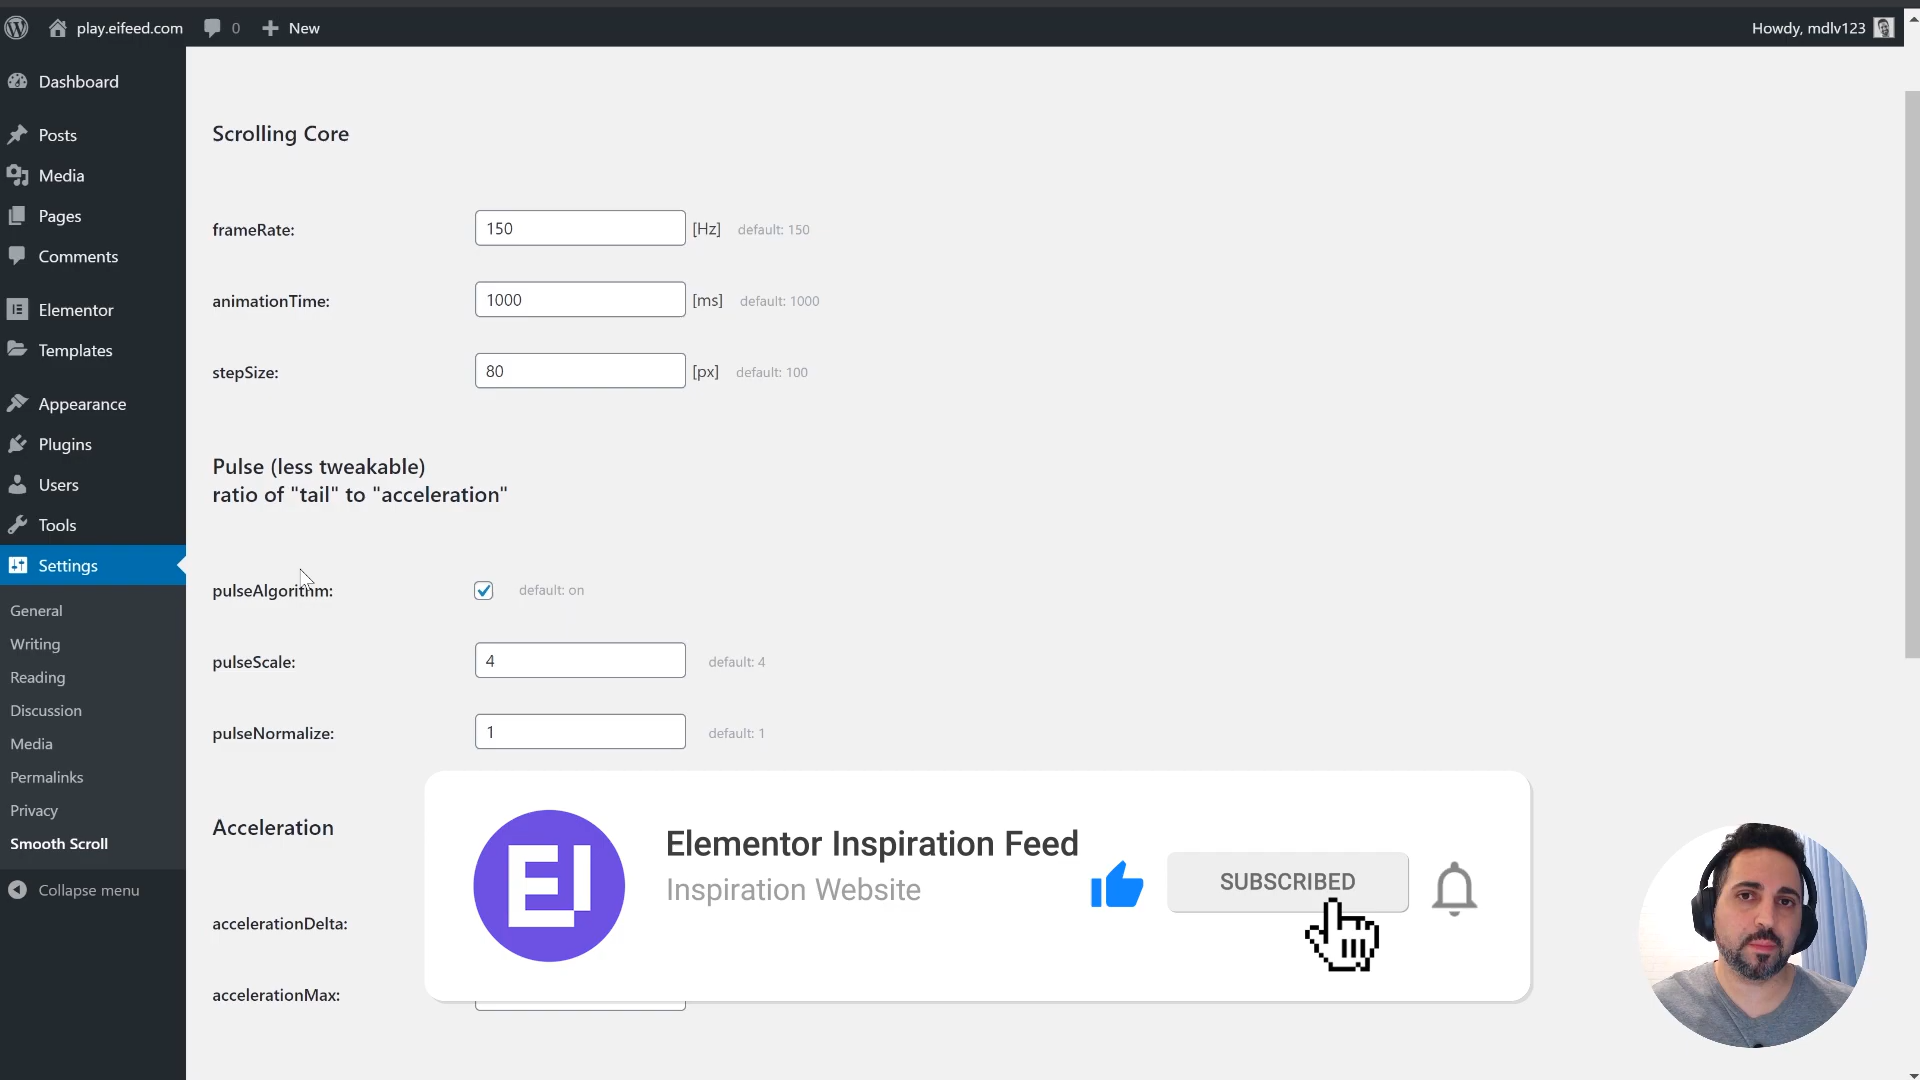 play.eifeed.com 0 New Howdy, mdlv123
Dashboard
Posts
Media
Pages
Comments
Elementor
Templates
Appearance
Plugins
Users
Tools
Settings
General
Writing
Reading
Discussion
Media
Permalinks
Privacy
Smooth Scroll
Collapse menu
Scrolling Core
frameRate: 150 [Hz] default: 150
animationTime: 1000 [ms] default: 1000
stepSize: 80 [px] default: 100
Pulse (less tweakable)
ratio of "tail" to "acceleration"
pulseAlgorithm: default: on
pulseScale: 4 default: 4
pulseNormalize: 1 default: 1
Acceleration
accelerationDelta:
accelerationMax:
EI
Elementor Inspiration Feed
Inspiration Website
SUBSCRIBED